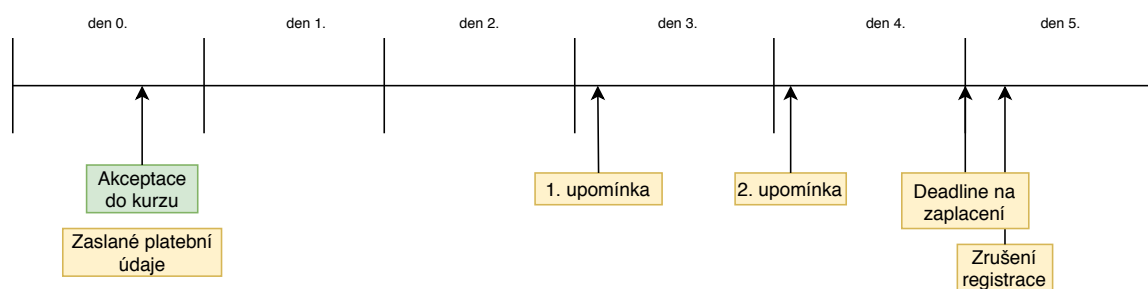 den 0.
den 1.
den 2.
den 3.
den 4.
den 5.
Akceptace
do kurzu
Zaslané platební
údaje
1. upomínka
2. upomínka
Deadline na
zaplacení
Zrušení
registrace